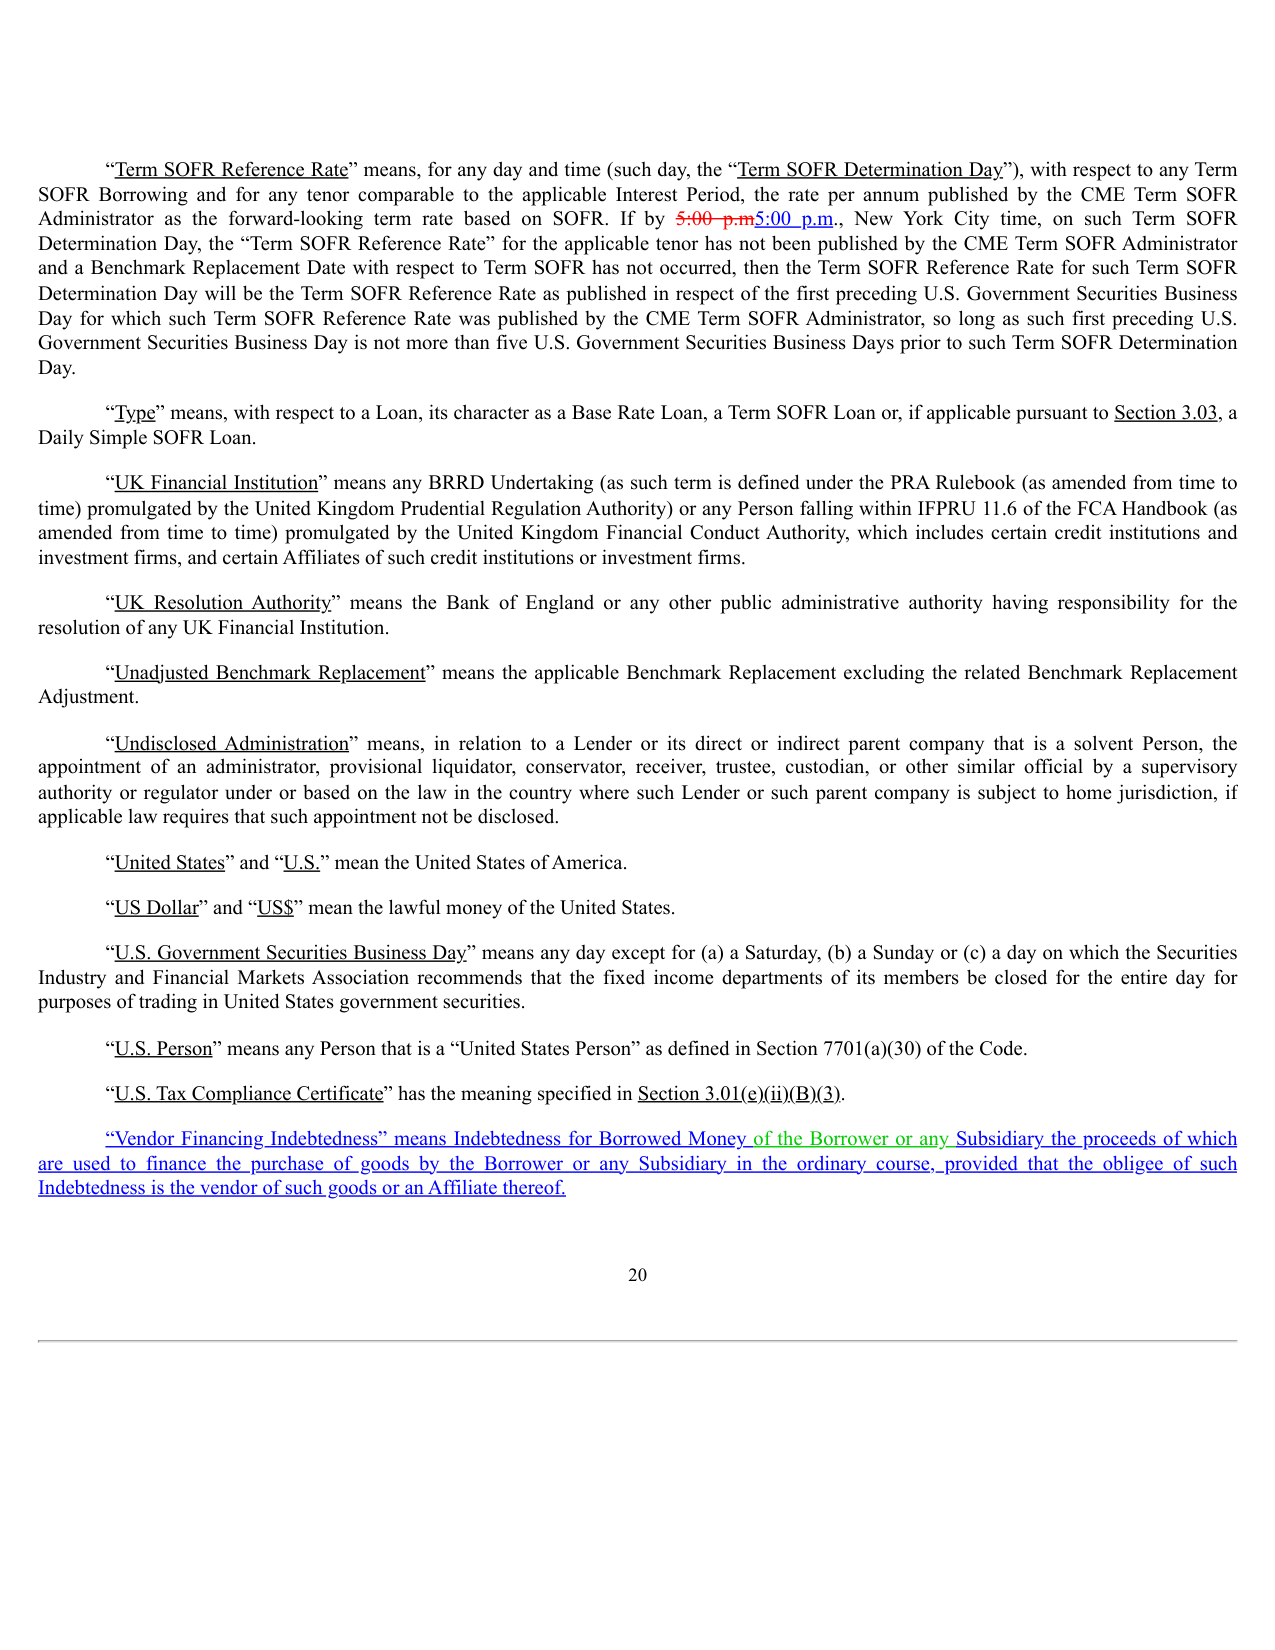 “Term SOFR Reference Rate” means, for any day and time (such day, the “Term SOFR Determination Day”), with respect to any Term
SOFR Borrowing and for any tenor comparable to the applicable Interest Period, the rate per annum published by the CME Term SOFR
Administrator as the forward-looking term rate based on SOFR. If by 5:00 p.m5:00 p.m., New York City time, on such Term SOFR
Determination Day, the “Term SOFR Reference Rate” for the applicable tenor has not been published by the CME Term SOFR Administrator
and a Benchmark Replacement Date with respect to Term SOFR has not occurred, then the Term SOFR Reference Rate for such Term SOFR
Determination Day will be the Term SOFR Reference Rate as published in respect of the first preceding U.S. Government Securities Business
Day for which such Term SOFR Reference Rate was published by the CME Term SOFR Administrator, so long as such first preceding U.S.
Government Securities Business Day is not more than five U.S. Government Securities Business Days prior to such Term SOFR Determination
Day.
“Type” means, with respect to a Loan, its character as a Base Rate Loan, a Term SOFR Loan or, if applicable pursuant to Section 3.03, a
Daily Simple SOFR Loan.
“UK Financial Institution” means any BRRD Undertaking (as such term is defined under the PRA Rulebook (as amended from time to
time) promulgated by the United Kingdom Prudential Regulation Authority) or any Person falling within IFPRU 11.6 of the FCA Handbook (as
amended from time to time) promulgated by the United Kingdom Financial Conduct Authority, which includes certain credit institutions and
investment firms, and certain Affiliates of such credit institutions or investment firms.
“UK Resolution Authority” means the Bank of England or any other public administrative authority having responsibility for the
resolution of any UK Financial Institution.
“Unadjusted Benchmark Replacement” means the applicable Benchmark Replacement excluding the related Benchmark Replacement
Adjustment.
“Undisclosed Administration” means, in relation to a Lender or its direct or indirect parent company that is a solvent Person, the
appointment of an administrator, provisional liquidator, conservator, receiver, trustee, custodian, or other similar official by a supervisory
authority or regulator under or based on the law in the country where such Lender or such parent company is subject to home jurisdiction, if
applicable law requires that such appointment not be disclosed.
“United States” and “U.S.” mean the United States of America.
“US Dollar” and “US$” mean the lawful money of the United States.
“U.S. Government Securities Business Day” means any day except for (a) a Saturday, (b) a Sunday or (c) a day on which the Securities
Industry and Financial Markets Association recommends that the fixed income departments of its members be closed for the entire day for
purposes of trading in United States government securities.
“U.S. Person” means any Person that is a “United States Person” as defined in Section 7701(a)(30) of the Code.
“U.S. Tax Compliance Certificate” has the meaning specified in Section 3.01(e)(ii)(B)(3).
“Vendor Financing Indebtedness” means Indebtedness for Borrowed Money of the Borrower or any Subsidiary the proceeds of which
are used to finance the purchase of goods by the Borrower or any Subsidiary in the ordinary course, provided that the obligee of such
Indebtedness is the vendor of such goods or an Affiliate thereof.
20